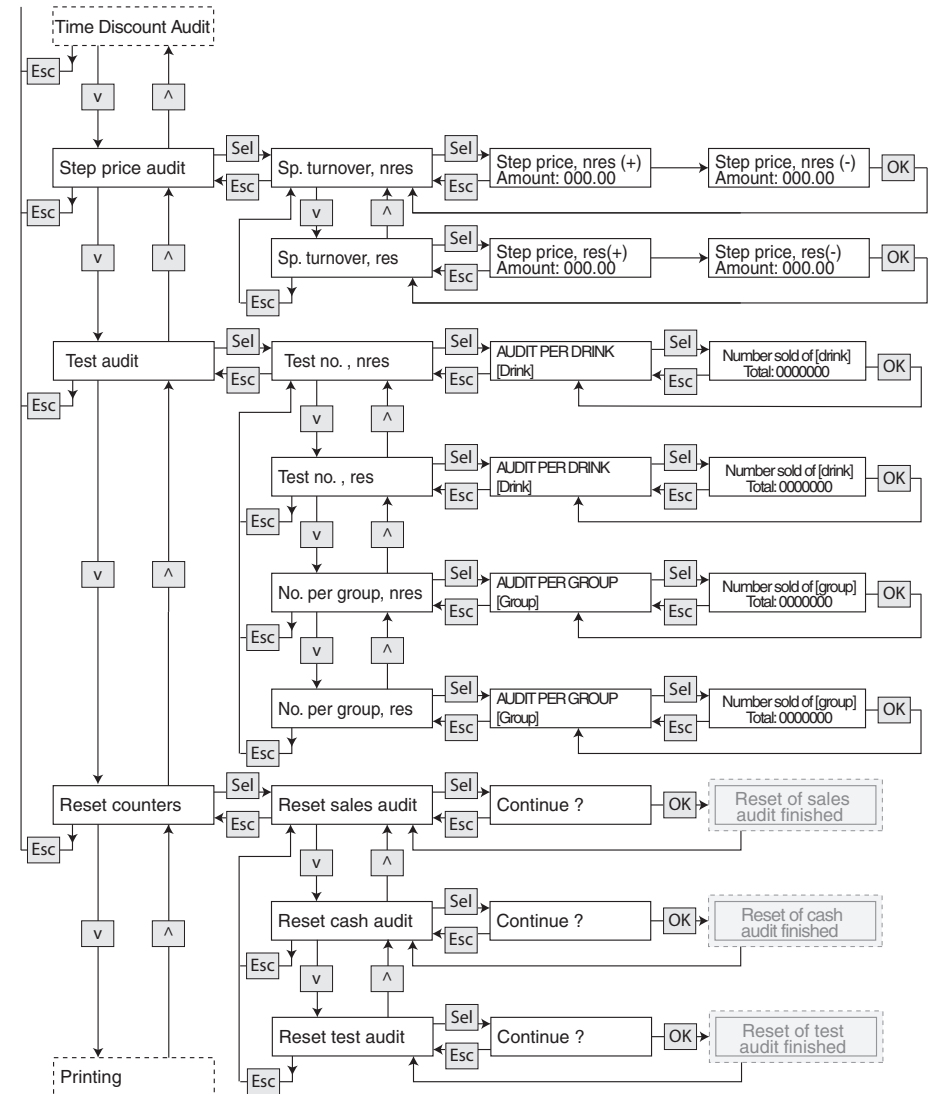 Time Discount Audit
Esc
v ^
Step price audit Sel Sp. turnover, nres Sel Step price, nres (+) Step price, nres (-) OK
Amount: 000.00 Amount: 000.00
Esc Esc
Esc v ^
v ^ Sp. turnover, res Sel Step price, res(+) Step price, res(-) OK
Amount: 000.00 Amount: 000.00
Esc
Esc
Test audit Sel Test no. , nres Sel AUDIT PER DRINK Sel Number sold of [drink] OK
[Drink] Total: 0000000
Esc Esc Esc
Esc v ^
Test no. , res Sel AUDIT PER DRINK Sel Number sold of [drink] OK
[Drink] Total: 0000000
Esc Esc
Esc v ^
v ^ No. per group, nres Sel AUDIT PER GROUP Sel Number sold of [group] OK
[Group] Total: 0000000
Esc Esc
Esc v ^
No. per group, res Sel AUDIT PER GROUP Sel Number sold of [group] OK
[Group] Total: 0000000
Esc Esc
Esc
Reset counters Sel Reset sales audit Sel Continue ? OK Reset of sales
audit finished
Esc Esc
Esc v ^
v ^ Reset cash audit Sel Continue ? OK Reset of cash
audit finished
Esc
Esc v ^
Reset test audit Sel Continue ? OK Reset of test
audit finished
Esc
Printing Esc